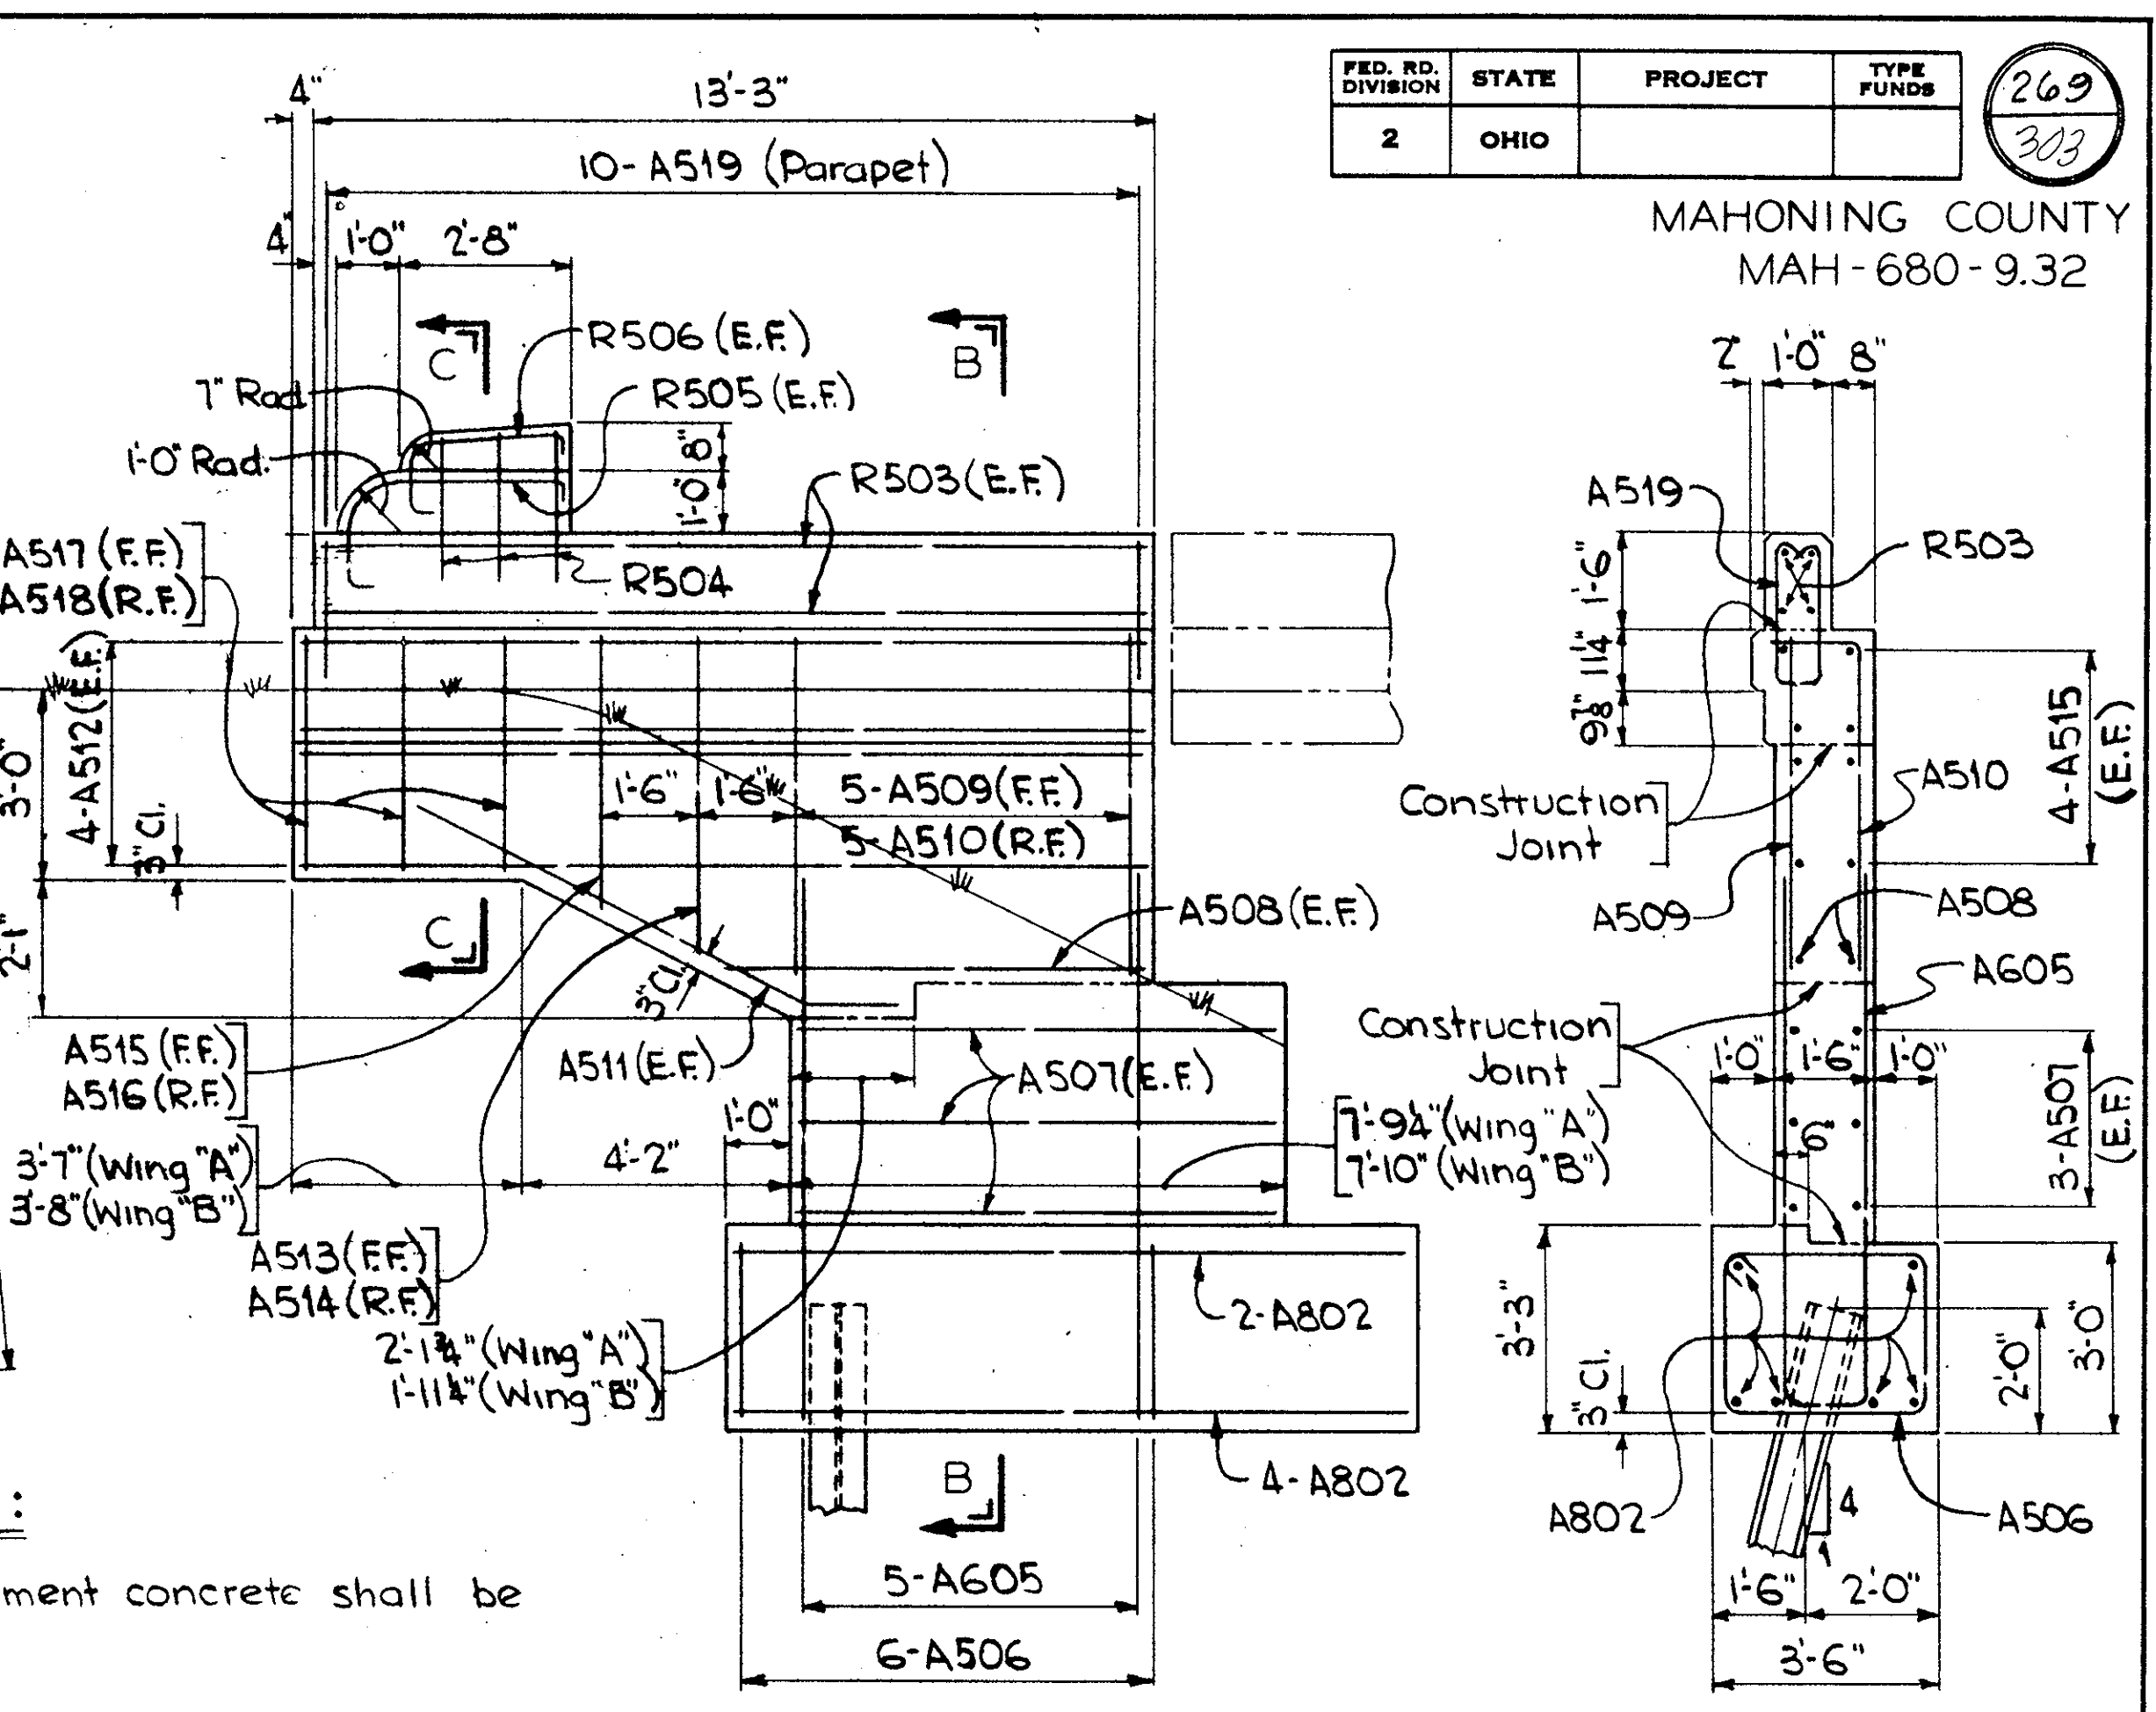 FED. RD. DIVISION STATE PROJECT TYPE FUNDS
2 OHIO
269
303
MAHONING COUNTY
MAH-680-9.32
4"
13'-3"
10-A519 (Parapet)
4"
1'-0"
2'-8"
C
B
R506 (E.F.)
R505 (E.F.)
7" Rad.
1'-0" Rad.
8"
1'-0"
R503 (E.F.)
R504
A517 (F.F.)
A518 (R.F.)
4-A512 (E.F.)
3'-0"
3" Cl.
2'-1"
1'-6"
1'-6"
5-A509 (F.F.)
5-A510 (R.F.)
A508 (E.F.)
C
3" Cl.
A515 (F.F.)
A516 (R.F.)
A511 (E.F.)
A507 (E.F.)
1'-0"
4'-2"
3'-7" (Wing "A")
3'-8" (Wing "B")
7'-9¼" (Wing "A")
7'-10" (Wing "B")
A513 (F.F.)
A514 (R.F.)
2'-1¾" (Wing "A")
1'-11¼" (Wing "B")
2-A802
4-A802
B
5-A605
6-A506
:
ment concrete shall be
2"
1'-0"
8"
A519
R503
1'-6"
11¼"
9⅞"
4-A515
(E.F.)
Construction
Joint
A510
A509
A508
A605
Construction
Joint
1'-0"
1'-6"
1'-0"
6"
3-A507
(E.F.)
3'-3"
3" Cl.
2'-0"
3'-0"
A802
4
1
A506
1'-6"
2'-0"
3'-6"